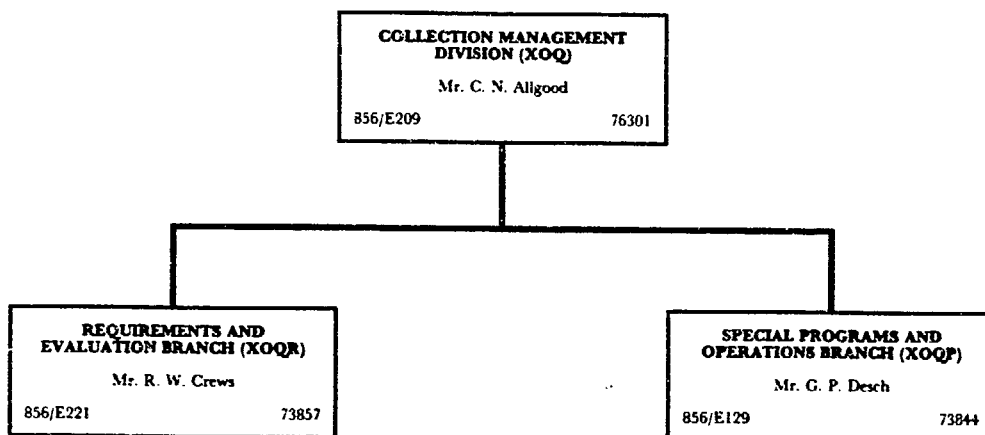 COLLECTION MANAGEMENT
DIVISION (XOQ)
Mr. C. N. Allgood
856/E209 76301
REQUIREMENTS AND
EVALUATION BRANCH (XOQR)
Mr. R. W. Crews
856/E221 73857
SPECIAL PROGRAMS AND
OPERATIONS BRANCH (XOQP)
Mr. G. P. Desch
856/E129 73844